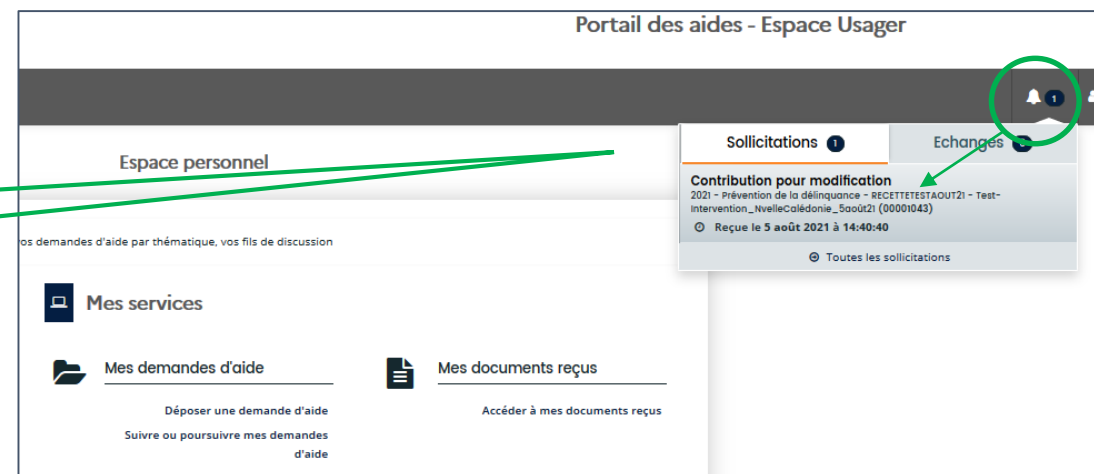 Portail des aides - Espace Usager
1
Sollicitations 1
Echanges
Espace personnel
Contribution pour modification
2021 - Prévention de la délinquance - RECETTETESTAOUT21 - Test-
Intervention_NvelleCalédonie_5août21 (00001043)
Reçue le 5 août 2021 à 14:40:40
Toutes les sollicitations
os demandes d'aide par thématique, vos fils de discussion
Mes services
Mes demandes d'aide
Mes documents reçus
Déposer une demande d'aide
Accéder à mes documents reçus
Suivre ou poursuivre mes demandes
d'aide